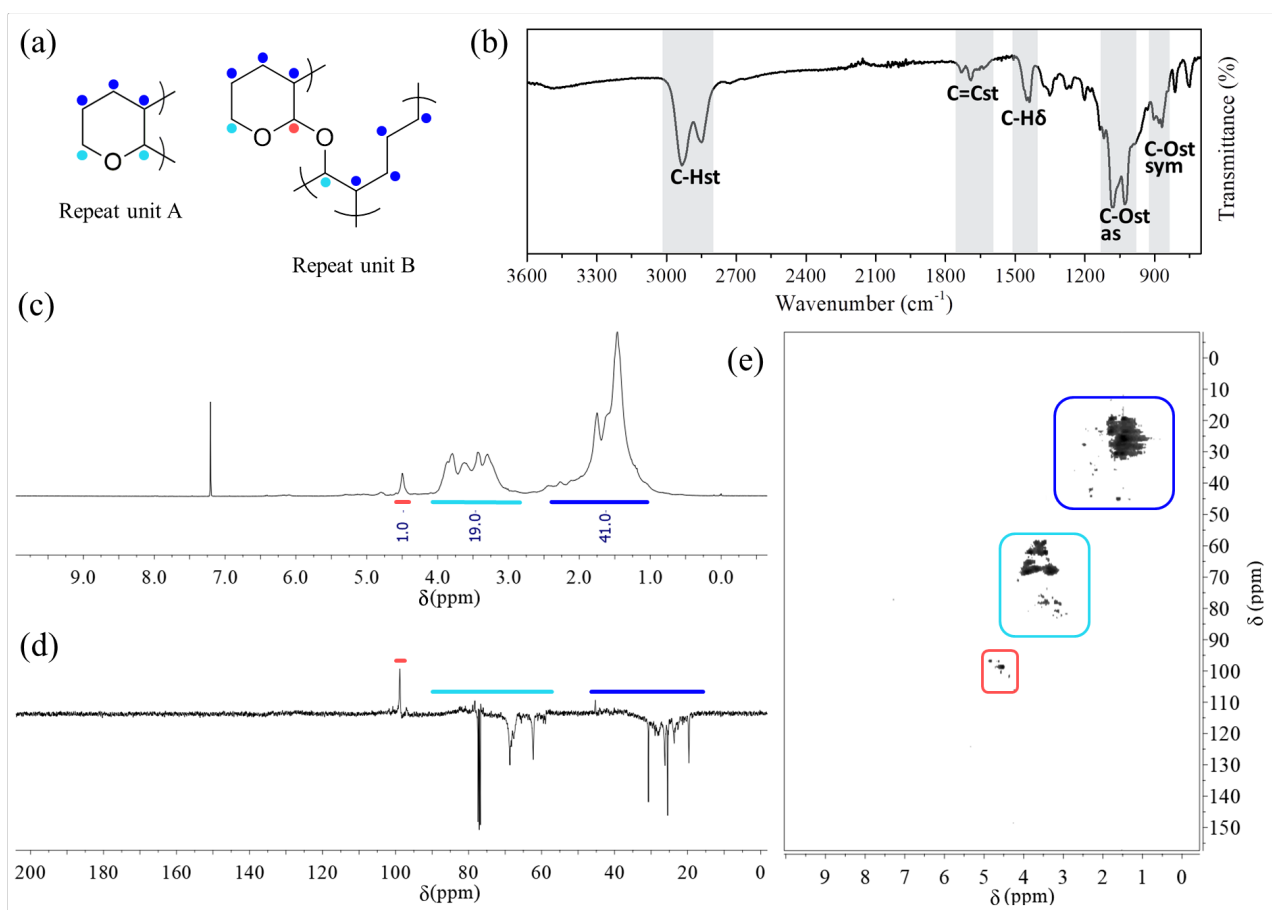 (a)
O
Repeat unit A
O
O
Repeat unit B
(b)
C-Hst
C=Cst
C-Hδ
C-Ost
as
C-Ost
sym
Transmittance (%)
3600 3300 3000 2700 2400 2100 1800 1500 1200 900
Wavenumber (cm⁻¹)
(c)
1.0
19.0
41.0
9.0 8.0 7.0 6.0 5.0 4.0 3.0 2.0 1.0 0.0
δ(ppm)
(d)
200 180 160 140 120 100 80 60 40 20 0
δ(ppm)
(e)
0
10
20
30
40
50
60
70
80
90
100
110
120
130
140
150
δ (ppm)
9 8 7 6 5 4 3 2 1 0
δ (ppm)